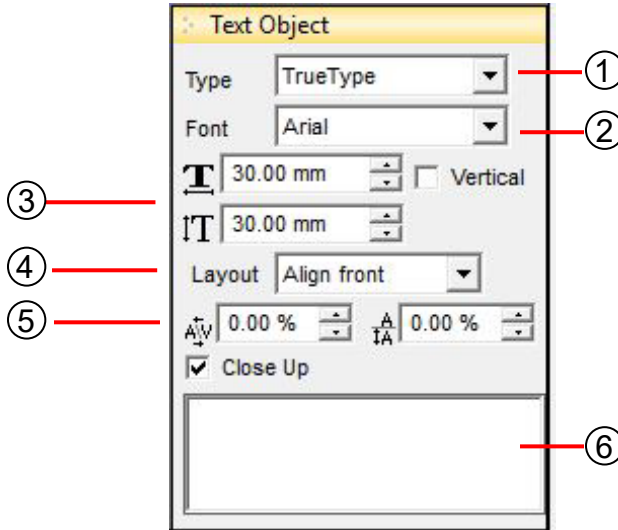 Text Object
Type TrueType ①
Font Arial ②
T 30.00 mm Vertical
③
T 30.00 mm
④ Layout Align front
⑤ AV 0.00 % A A 0.00 %
Close Up
⑥